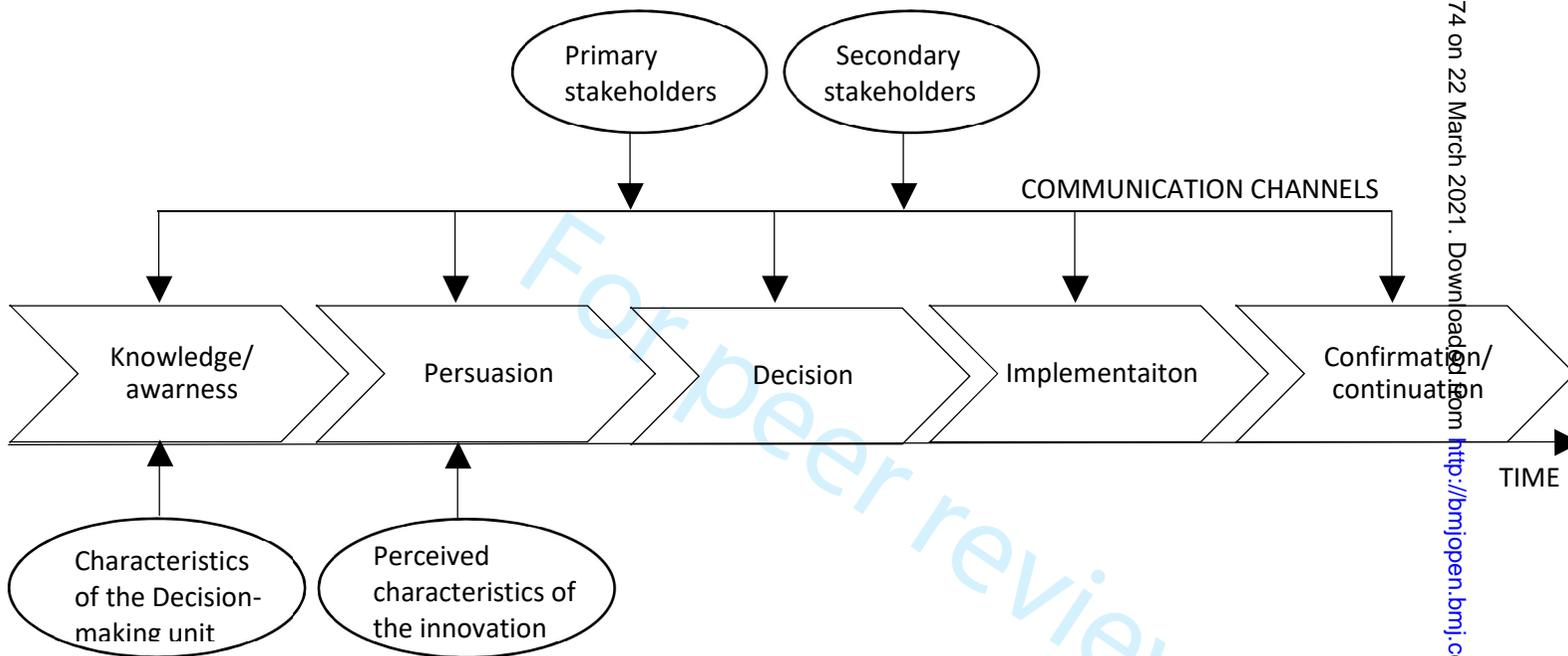 Primary
stakeholders
Secondary
stakeholders
COMMUNICATION CHANNELS
Knowledge/
awarness
Persuasion
Decision
Implementaiton
Confirmation/
continuation
TIME
Characteristics
of the Decision-
making unit
Perceived
characteristics of
the innovation
For peer review
74 on 22 March 2021. Downloaded from http://bmjopen.bmj.c